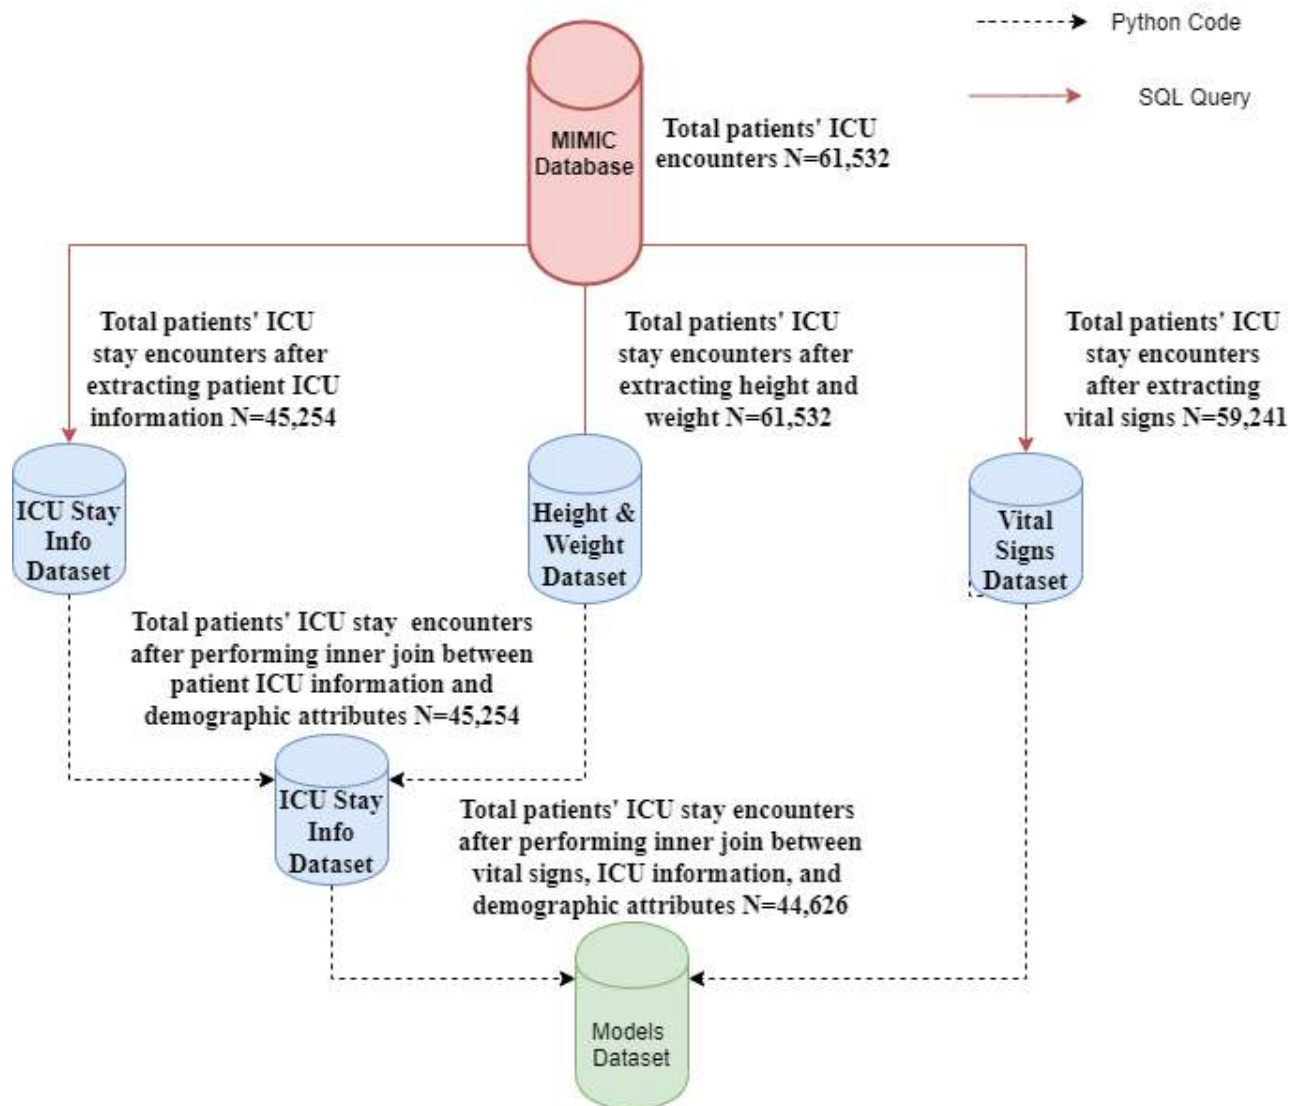 Python Code
SQL Query
MIMIC
Database
Total patients' ICU
encounters N=61,532
Total patients' ICU
stay encounters after
extracting patient ICU
information N=45,254
Total patients' ICU
stay encounters after
extracting height and
weight N=61,532
Total patients' ICU
stay encounters
after extracting
vital signs N=59,241
ICU Stay
Info
Dataset
Height &
Weight
Dataset
Vital
Signs
Dataset
Total patients' ICU stay encounters
after performing inner join between
patient ICU information and
demographic attributes N=45,254
ICU Stay
Info
Dataset
Total patients' ICU stay encounters
after performing inner join between
vital signs, ICU information, and
demographic attributes N=44,626
Models
Dataset